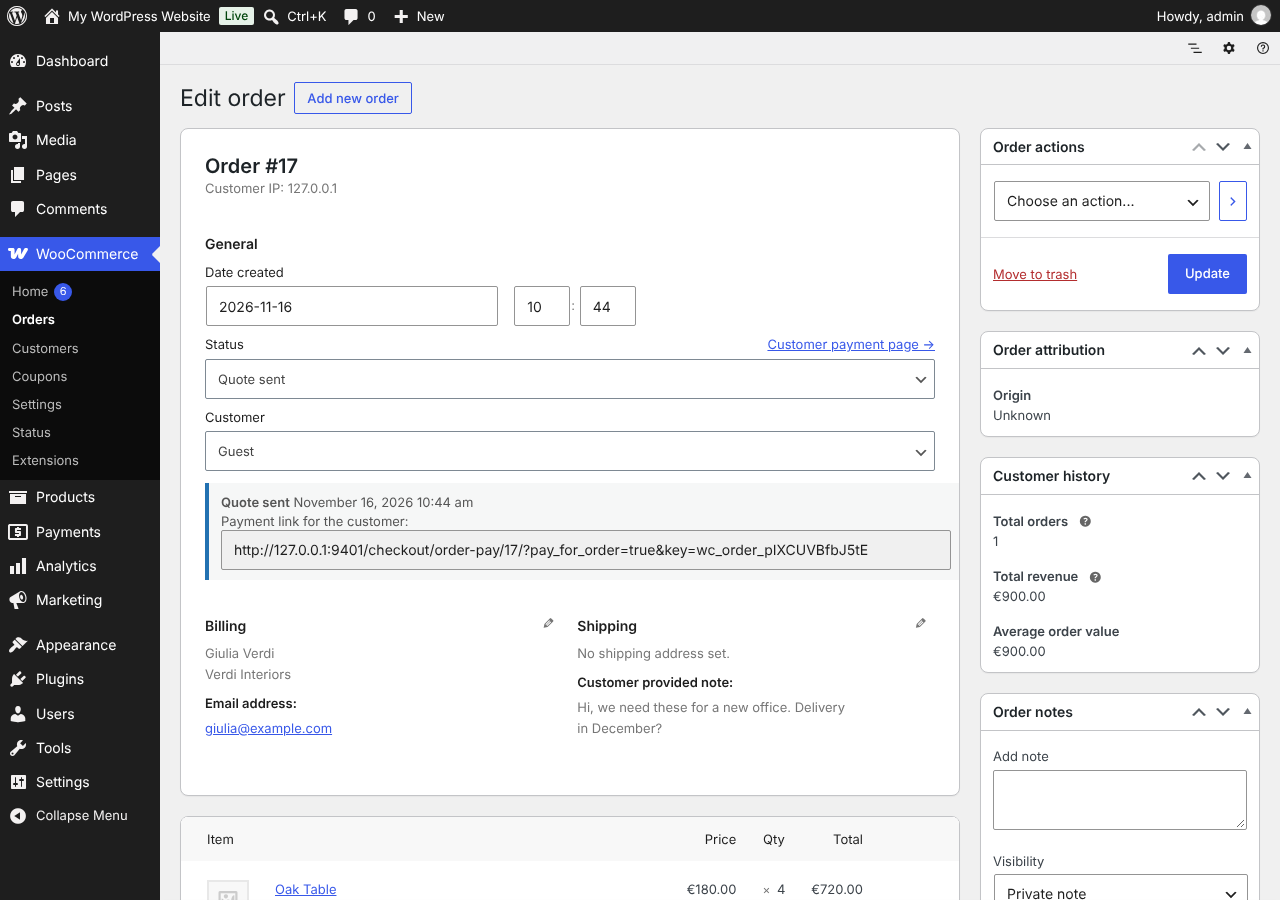 My WordPress Website Live Ctrl+K 0 New Howdy, admin
Dashboard
Posts
Media
Pages
Comments
WooCommerce
Home 6
Orders
Customers
Coupons
Settings
Status
Extensions
Products
Payments
Analytics
Marketing
Appearance
Plugins
Users
Tools
Settings
Collapse Menu
Edit order Add new order
Order #17
Customer IP: 127.0.0.1
General
Date created
2026-11-16 10 : 44
Status Customer payment page →
Quote sent
Customer
Guest
Quote sent November 16, 2026 10:44 am
Payment link for the customer:
http://127.0.0.1:9401/checkout/order-pay/17/?pay_for_order=true&key=wc_order_pIXCUVBfbJ5tE
Billing
Giulia Verdi
Verdi Interiors
Email address:
giulia@example.com
Shipping
No shipping address set.
Customer provided note:
Hi, we need these for a new office. Delivery
in December?
Item Price Qty Total
Oak Table €180.00 × 4 €720.00
Order actions
Choose an action...
Move to trash Update
Order attribution
Origin
Unknown
Customer history
Total orders
1
Total revenue
€900.00
Average order value
€900.00
Order notes
Add note
Visibility
Private note